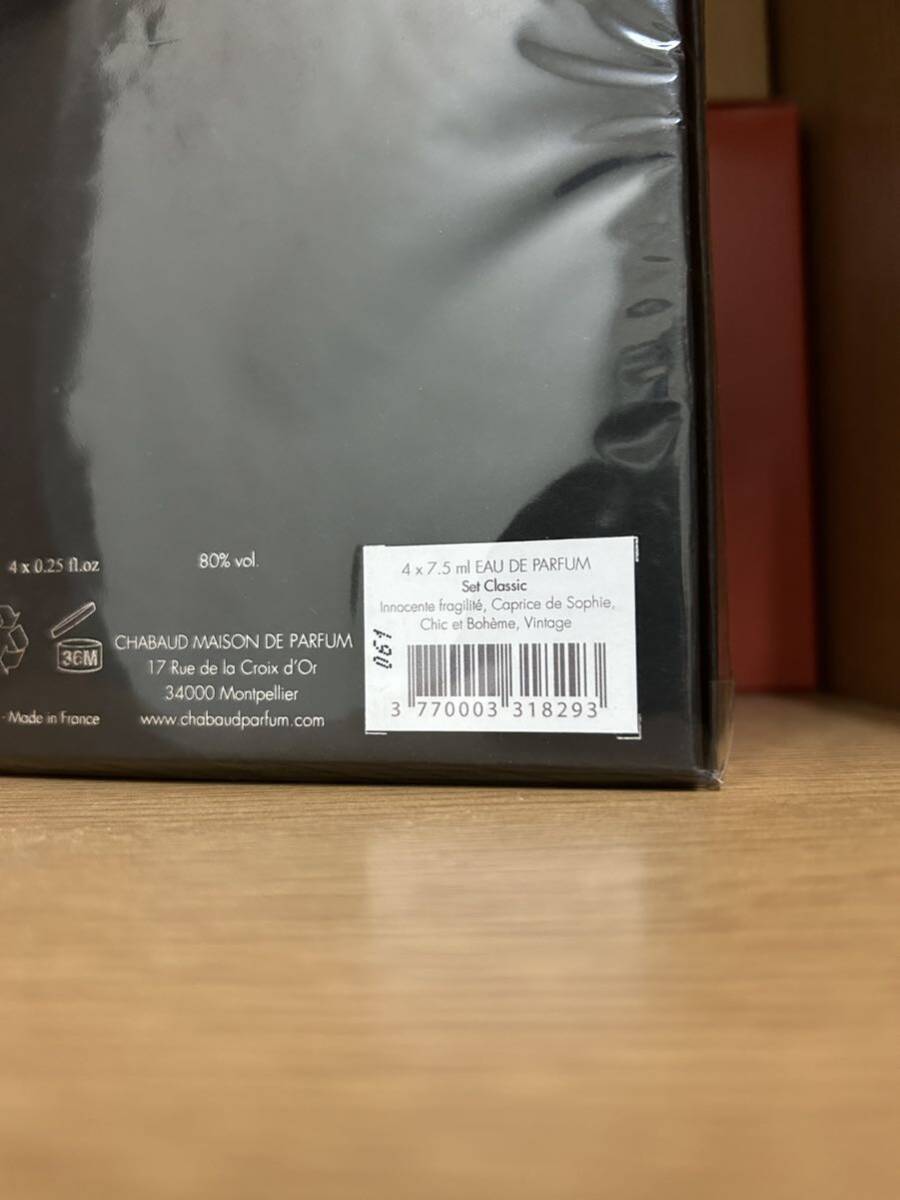 4 x 0.25 fl.oz
80% vol.
36M
CHABAUD MAISON DE PARFUM
17 Rue de la Croix d'Or
34000 Montpellier
www.chabaudparfum.com
- Made in France
4 x 7.5 ml EAU DE PARFUM
Set Classic
Innocente fragilité, Caprice de Sophie,
Chic et Bohème, Vintage
061
3 770003 318293